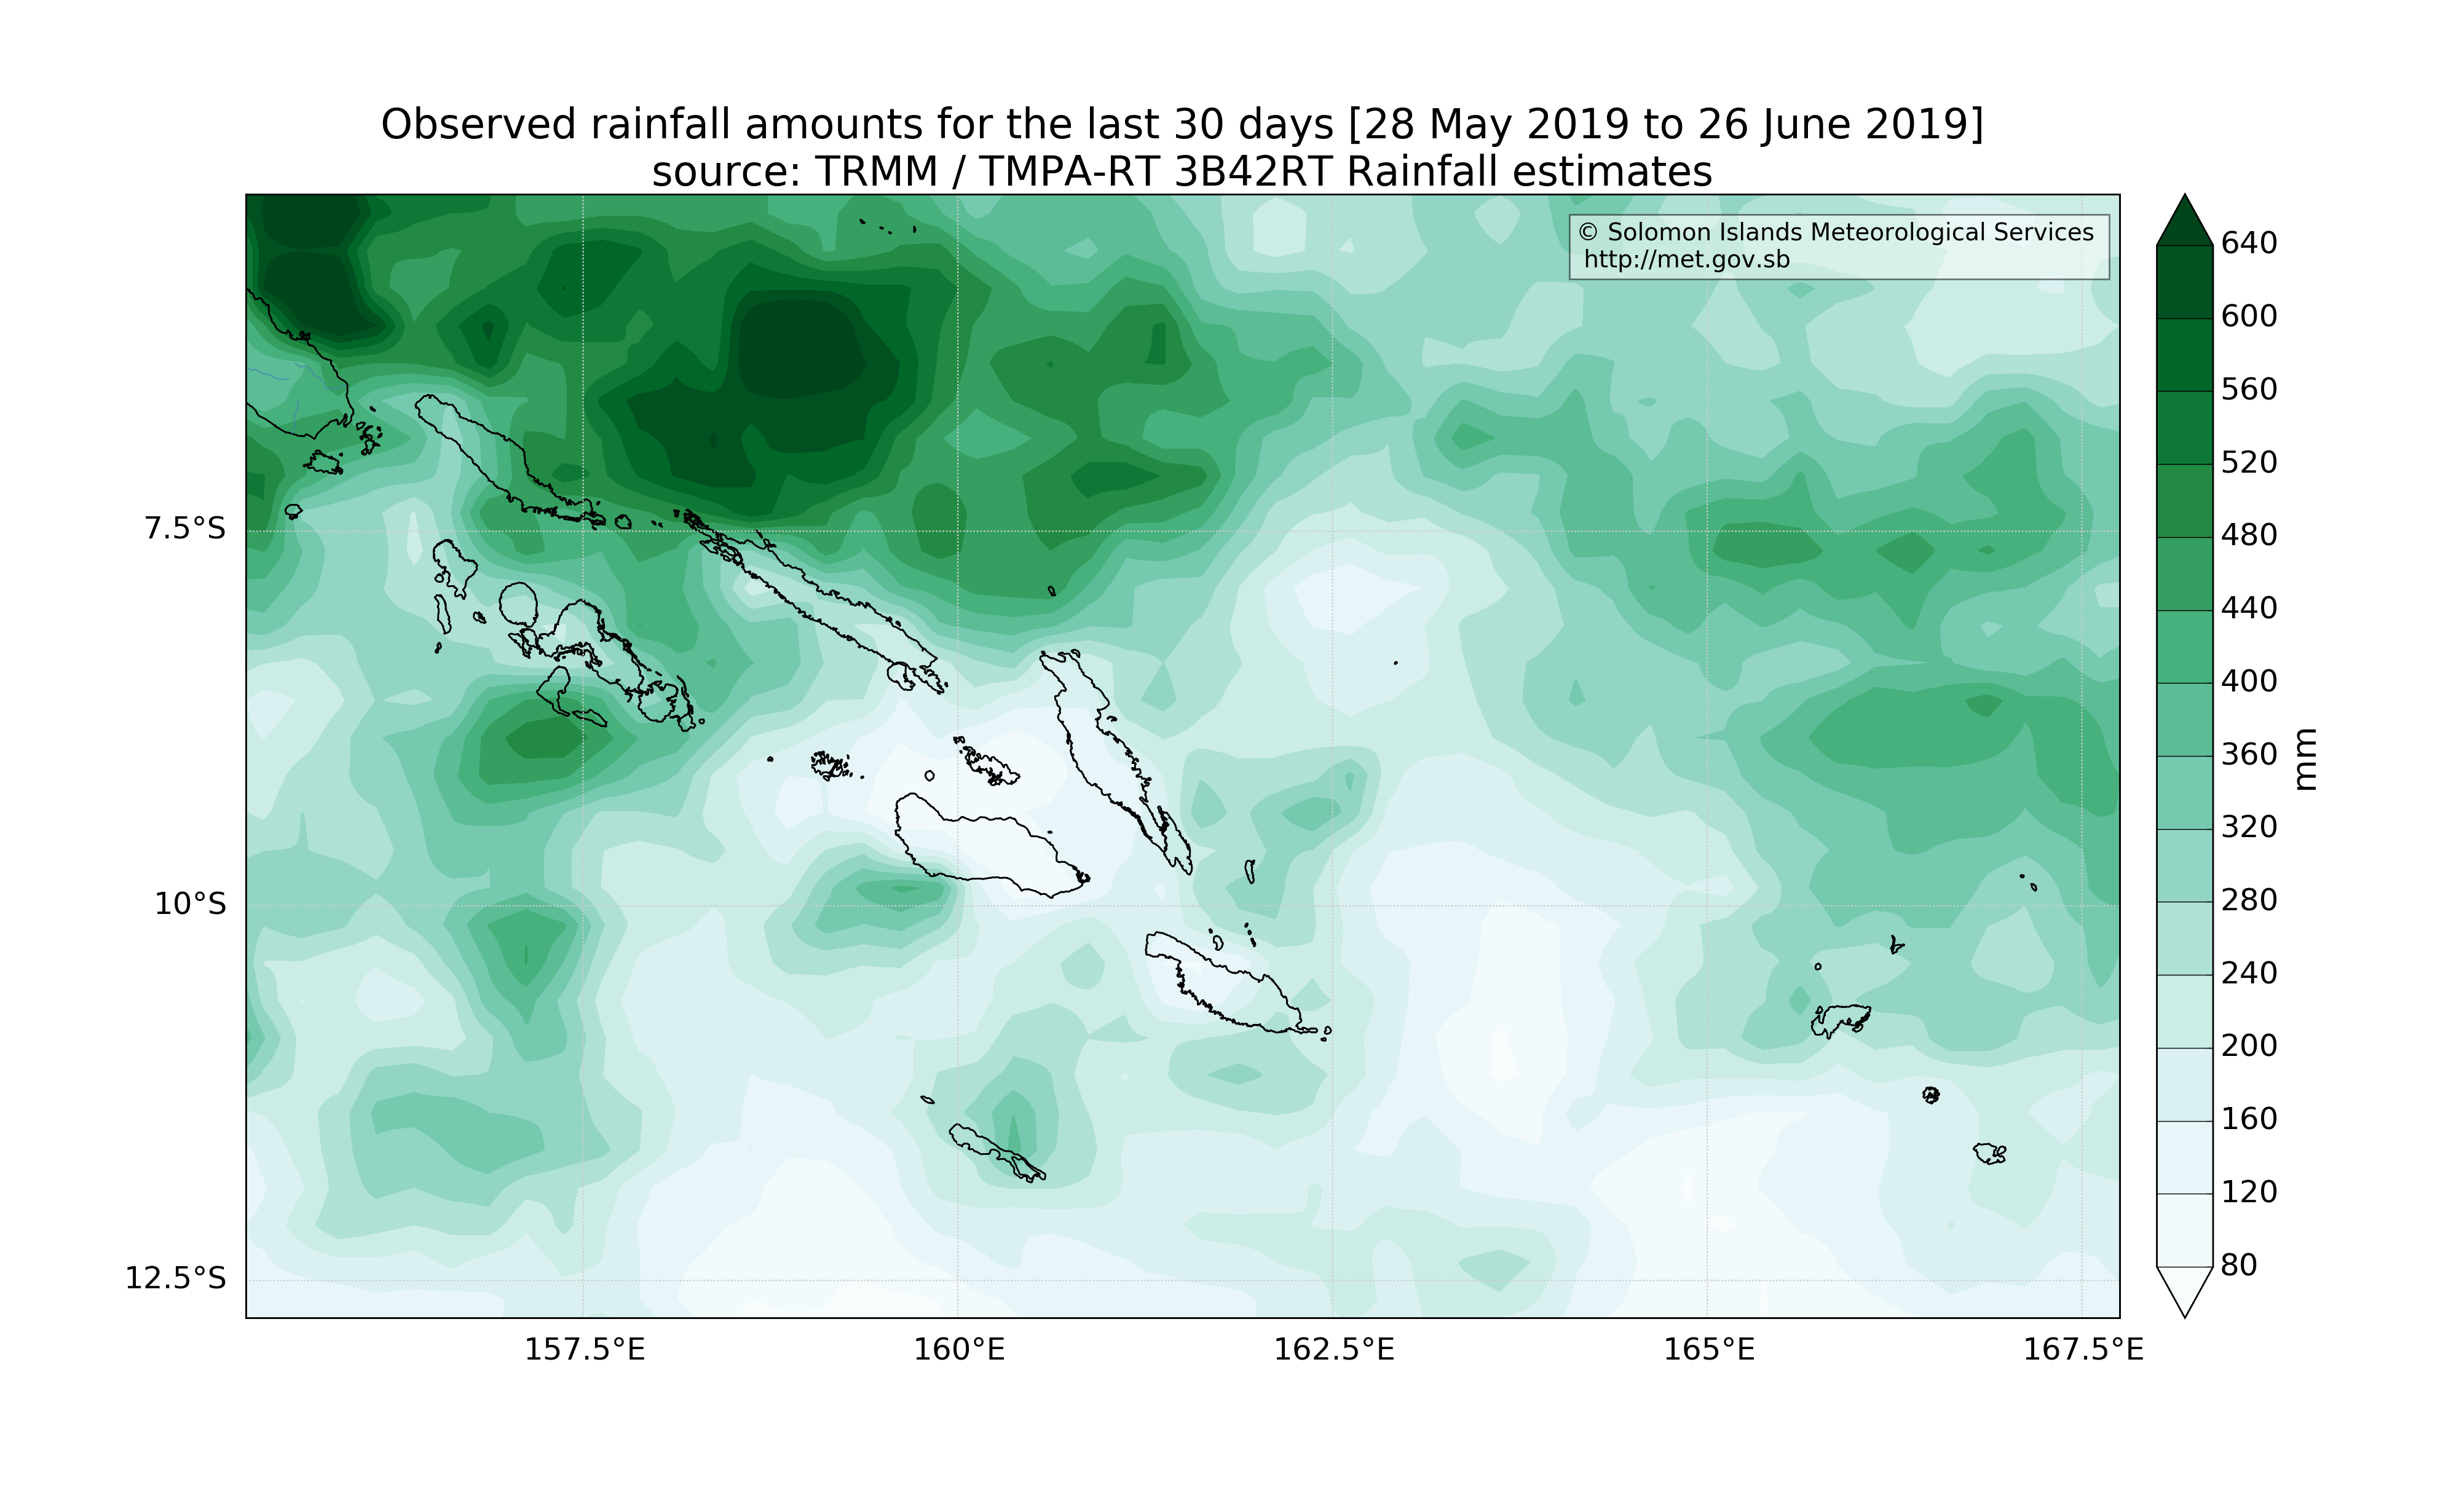 Observed rainfall amounts for the last 30 days [28 May 2019 to 26 June 2019]
source: TRMM / TMPA-RT 3B42RT Rainfall estimates
© Solomon Islands Meteorological Services
http://met.gov.sb
7.5°S
10°S
12.5°S
157.5°E
160°E
162.5°E
165°E
167.5°E
640
600
560
520
480
440
400
360
320
280
240
200
160
120
80
mm